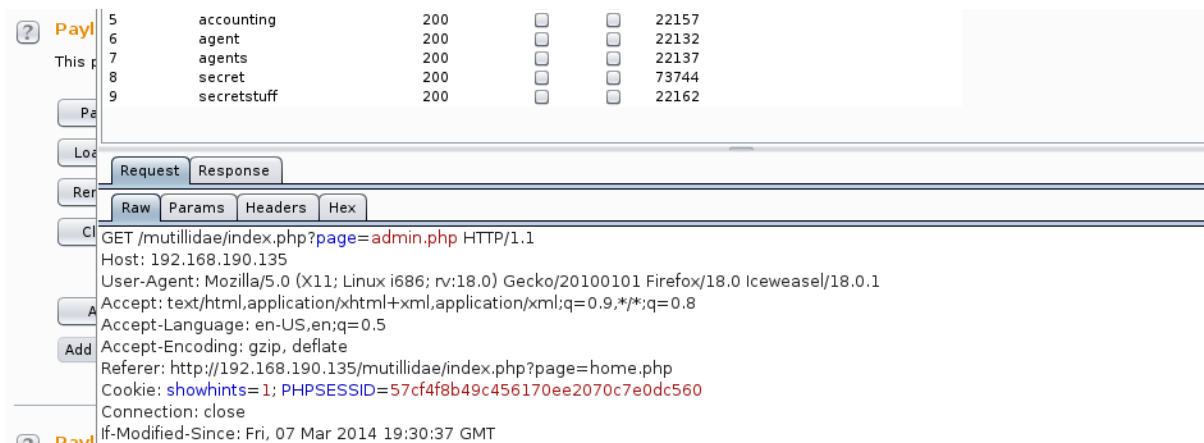 5 accounting 200 22157
? Payl 6 agent 200 22132
This p 7 agents 200 22137
8 secret 200 73744
9 secretstuff 200 22162
Pa
Loa
Request Response
Rer
Raw Params Headers Hex
Cl
GET /mutillidae/index.php?page=admin.php HTTP/1.1
Host: 192.168.190.135
User-Agent: Mozilla/5.0 (X11; Linux i686; rv:18.0) Gecko/20100101 Firefox/18.0 Iceweasel/18.0.1
A
Accept: text/html,application/xhtml+xml,application/xml;q=0.9,*/*;q=0.8
Accept-Language: en-US,en;q=0.5
Add
Accept-Encoding: gzip, deflate
Referer: http://192.168.190.135/mutillidae/index.php?page=home.php
Cookie: showhints=1; PHPSESSID=57cf4f8b49c456170ee2070c7e0dc560
Connection: close
If-Modified-Since: Fri, 07 Mar 2014 19:30:37 GMT
? Payl